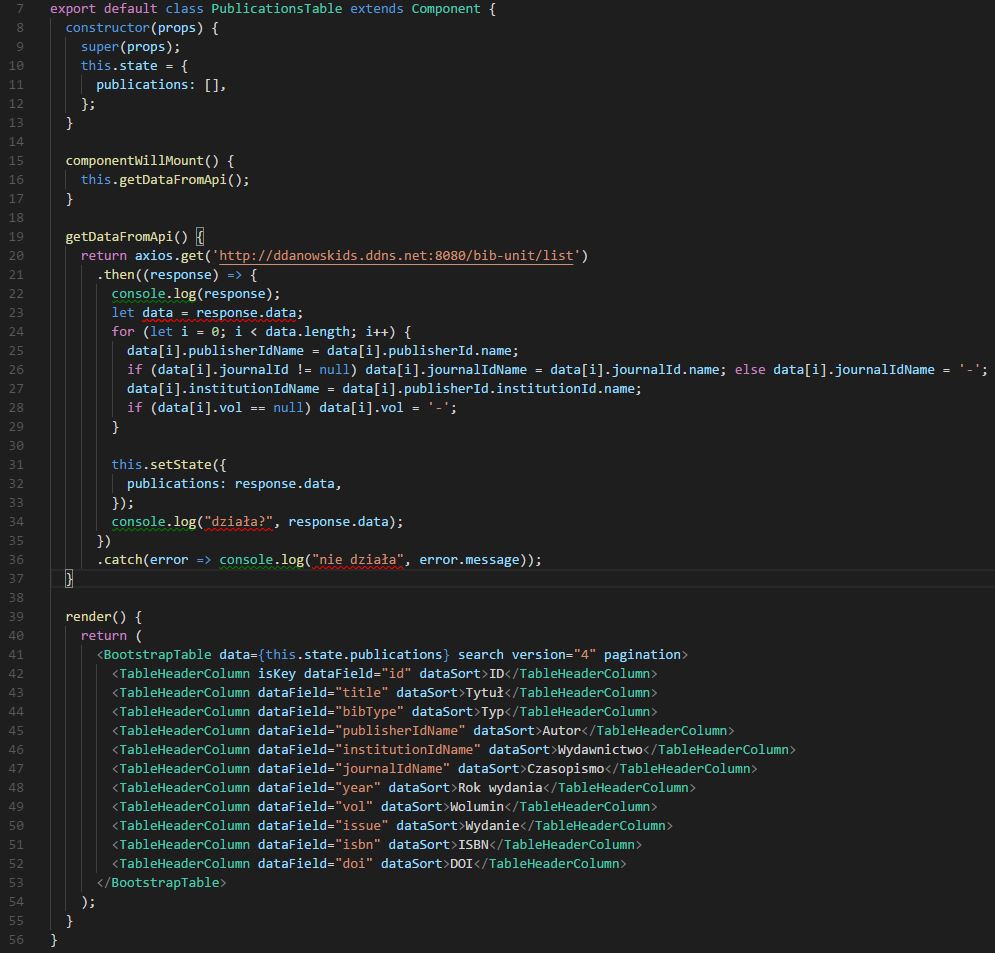 7 export default class PublicationsTable extends Component {
8 constructor(props) {
9 super(props);
10 this.state = {
11 publications: [],
12 };
13 }
14
15 componentWillMount() {
16 this.getDataFromApi();
17 }
18
19 getDataFromApi() {
20 return axios.get('http://ddanowskids.ddns.net:8080/bib-unit/list')
21 .then((response) => {
22 console.log(response);
23 let data = response.data;
24 for (let i = 0; i < data.length; i++) {
25 data[i].publisherIdName = data[i].publisherId.name;
26 if (data[i].journalId != null) data[i].journalIdName = data[i].journalId.name; else data[i].journalIdName = '-';
27 data[i].institutionIdName = data[i].publisherId.institutionId.name;
28 if (data[i].vol == null) data[i].vol = '-';
29 }
30
31 this.setState({
32 publications: response.data,
33 });
34 console.log("działa?", response.data);
35 })
36 .catch(error => console.log("nie działa", error.message));
37 }
38
39 render() {
40 return (
41 <BootstrapTable data={this.state.publications} search version="4" pagination>
42 <TableHeaderColumn isKey dataField="id" dataSort>ID</TableHeaderColumn>
43 <TableHeaderColumn dataField="title" dataSort>Tytuł</TableHeaderColumn>
44 <TableHeaderColumn dataField="bibType" dataSort>Typ</TableHeaderColumn>
45 <TableHeaderColumn dataField="publisherIdName" dataSort>Autor</TableHeaderColumn>
46 <TableHeaderColumn dataField="institutionIdName" dataSort>Wydawnictwo</TableHeaderColumn>
47 <TableHeaderColumn dataField="journalIdName" dataSort>Czasopismo</TableHeaderColumn>
48 <TableHeaderColumn dataField="year" dataSort>Rok wydania</TableHeaderColumn>
49 <TableHeaderColumn dataField="vol" dataSort>Wolumin</TableHeaderColumn>
50 <TableHeaderColumn dataField="issue" dataSort>Wydanie</TableHeaderColumn>
51 <TableHeaderColumn dataField="isbn" dataSort>ISBN</TableHeaderColumn>
52 <TableHeaderColumn dataField="doi" dataSort>DOI</TableHeaderColumn>
53 </BootstrapTable>
54 );
55 }
56 }